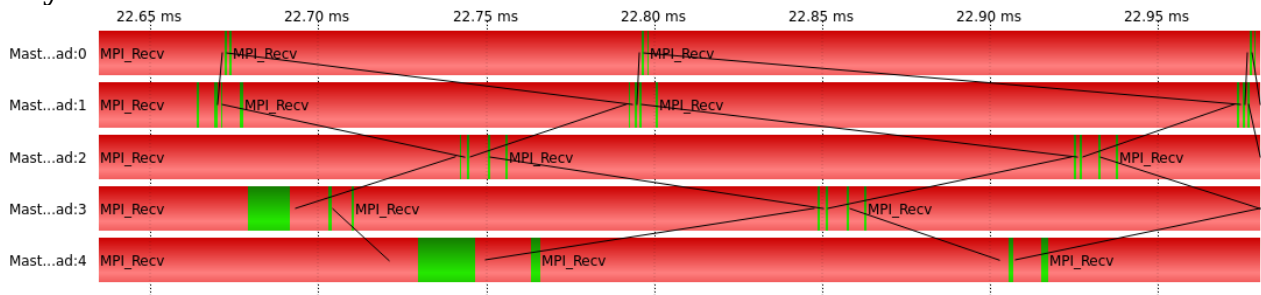 22.65 ms 22.70 ms 22.75 ms 22.80 ms 22.85 ms 22.90 ms 22.95 ms
Mast...ad:0 MPI_Recv MPI_Recv MPI_Recv
Mast...ad:1 MPI_Recv MPI_Recv MPI_Recv
Mast...ad:2 MPI_Recv MPI_Recv MPI_Recv
Mast...ad:3 MPI_Recv MPI_Recv MPI_Recv
Mast...ad:4 MPI_Recv MPI_Recv MPI_Recv